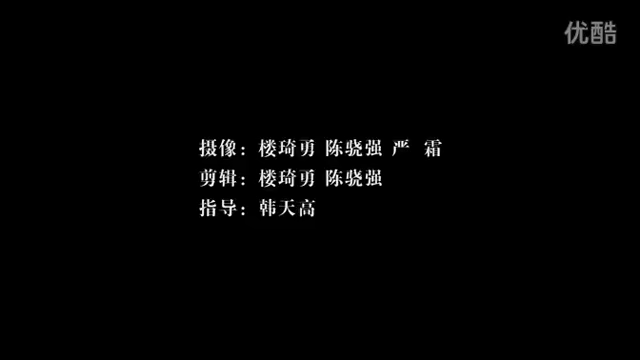 优酷
摄像：楼琦勇 陈骁强 严 霜
剪辑：楼琦勇 陈骁强
指导：韩天高